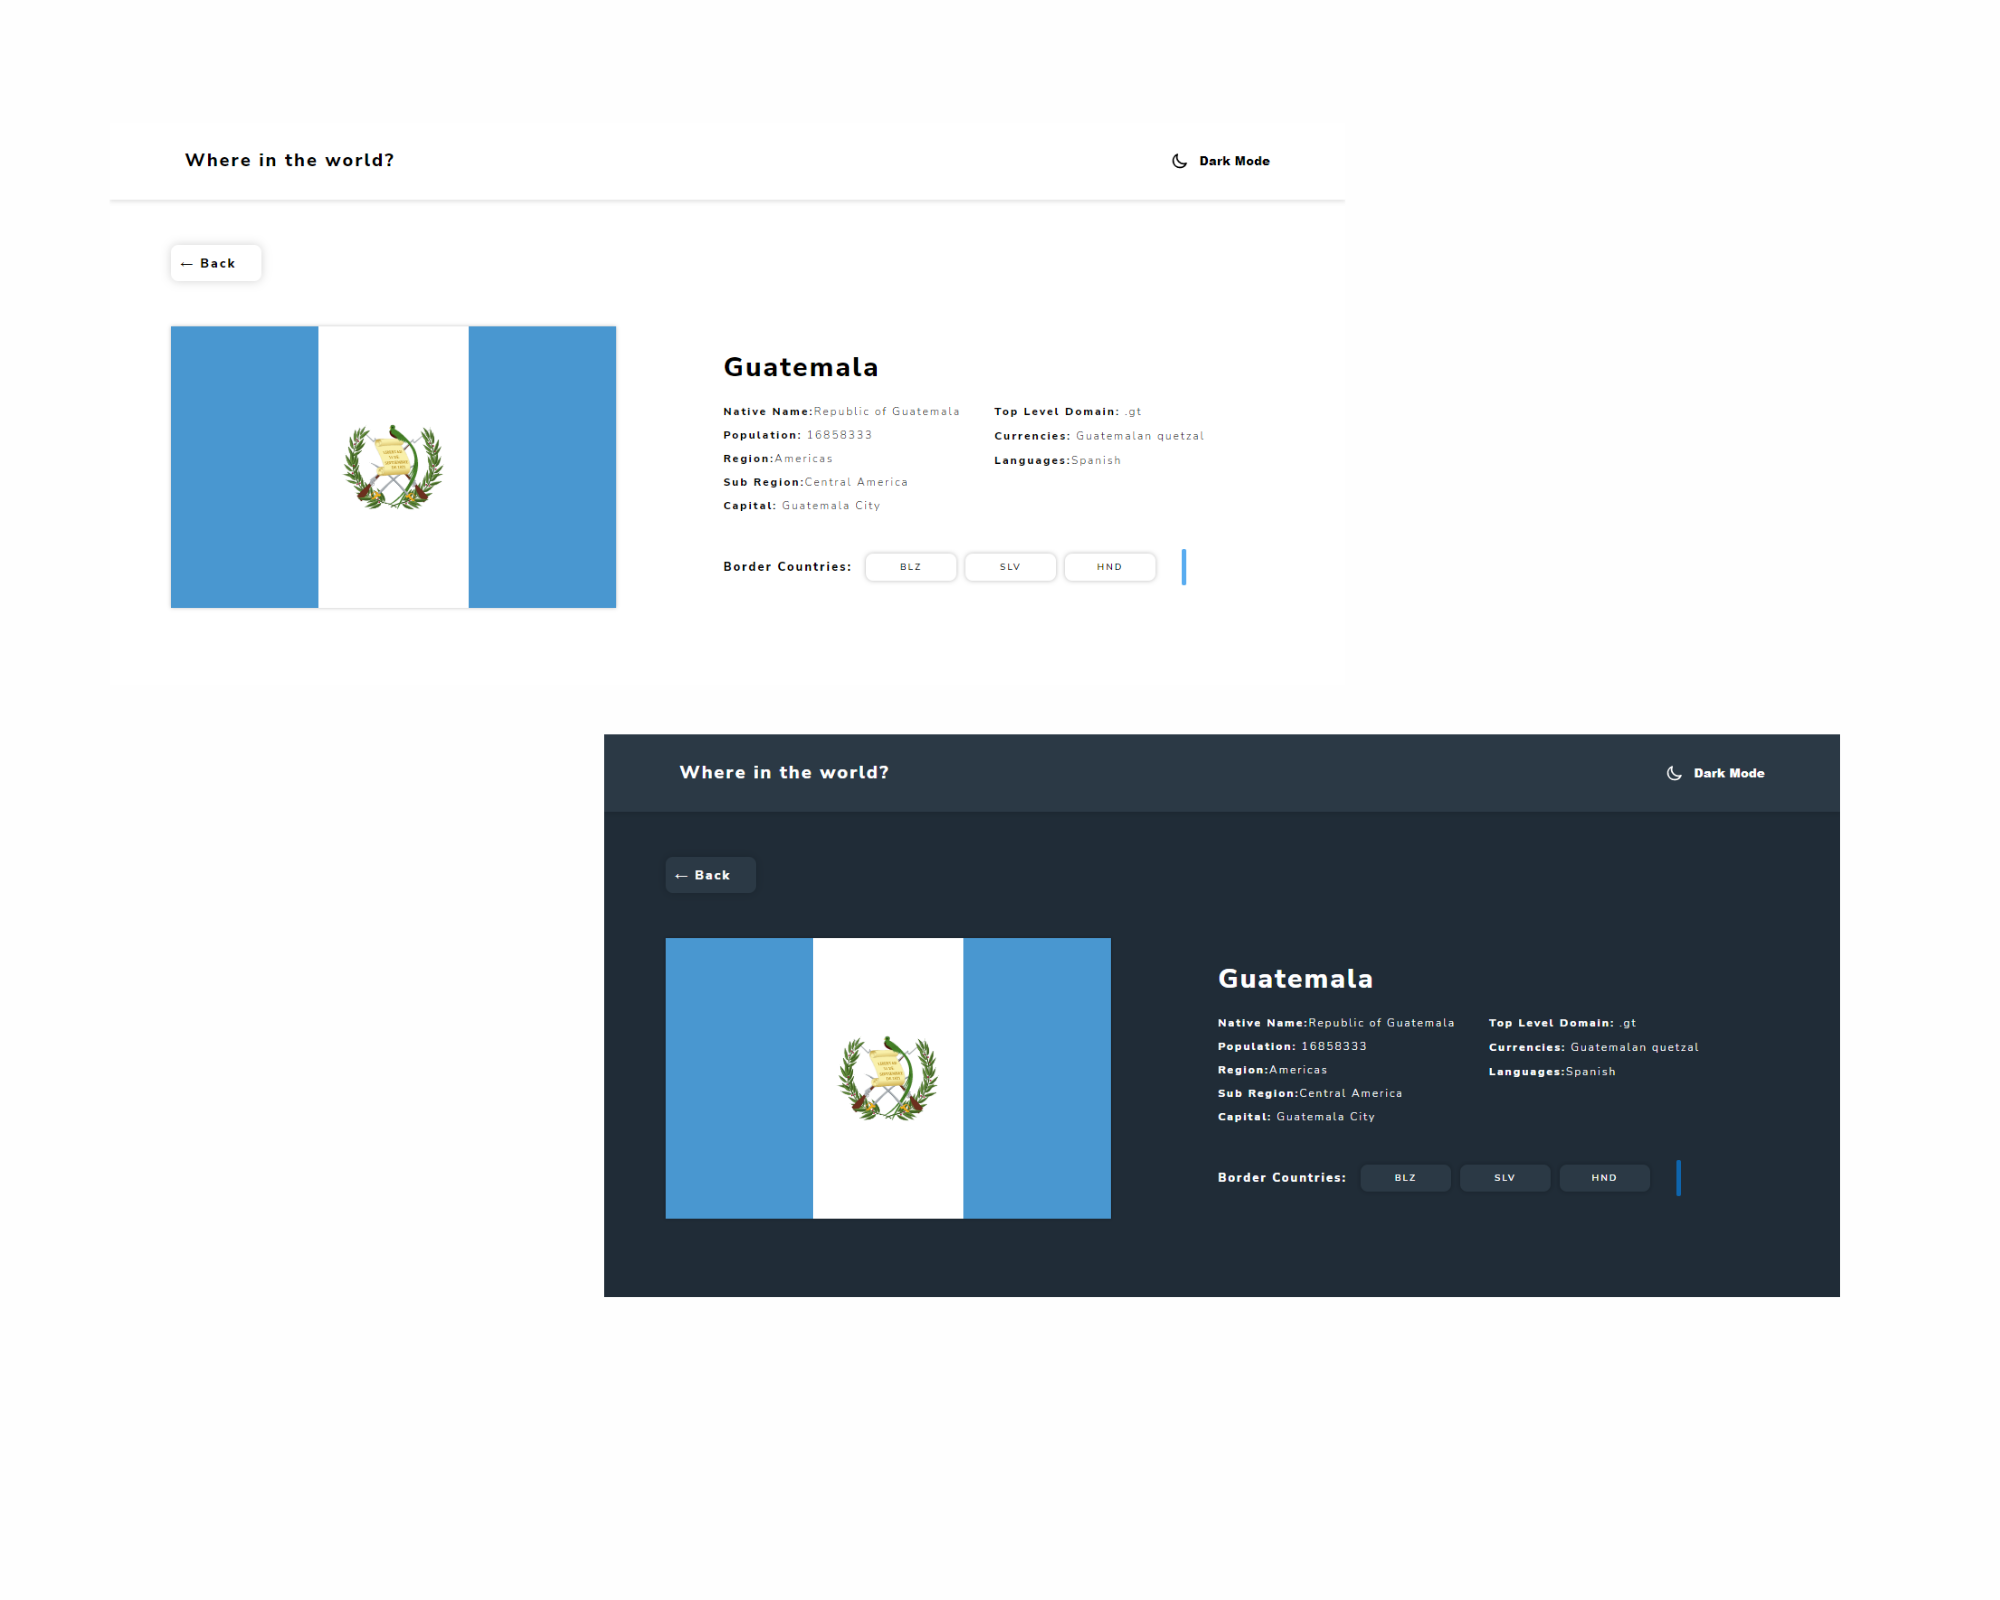 Where in the world?
Dark Mode
← Back
Guatemala
Native Name:Republic of Guatemala
Population: 16858333
Region:Americas
Sub Region:Central America
Capital: Guatemala City
Top Level Domain: .gt
Currencies: Guatemalan quetzal
Languages:Spanish
Border Countries: BLZ SLV HND
Where in the world?
Dark Mode
← Back
Guatemala
Native Name:Republic of Guatemala
Population: 16858333
Region:Americas
Sub Region:Central America
Capital: Guatemala City
Top Level Domain: .gt
Currencies: Guatemalan quetzal
Languages:Spanish
Border Countries: BLZ SLV HND